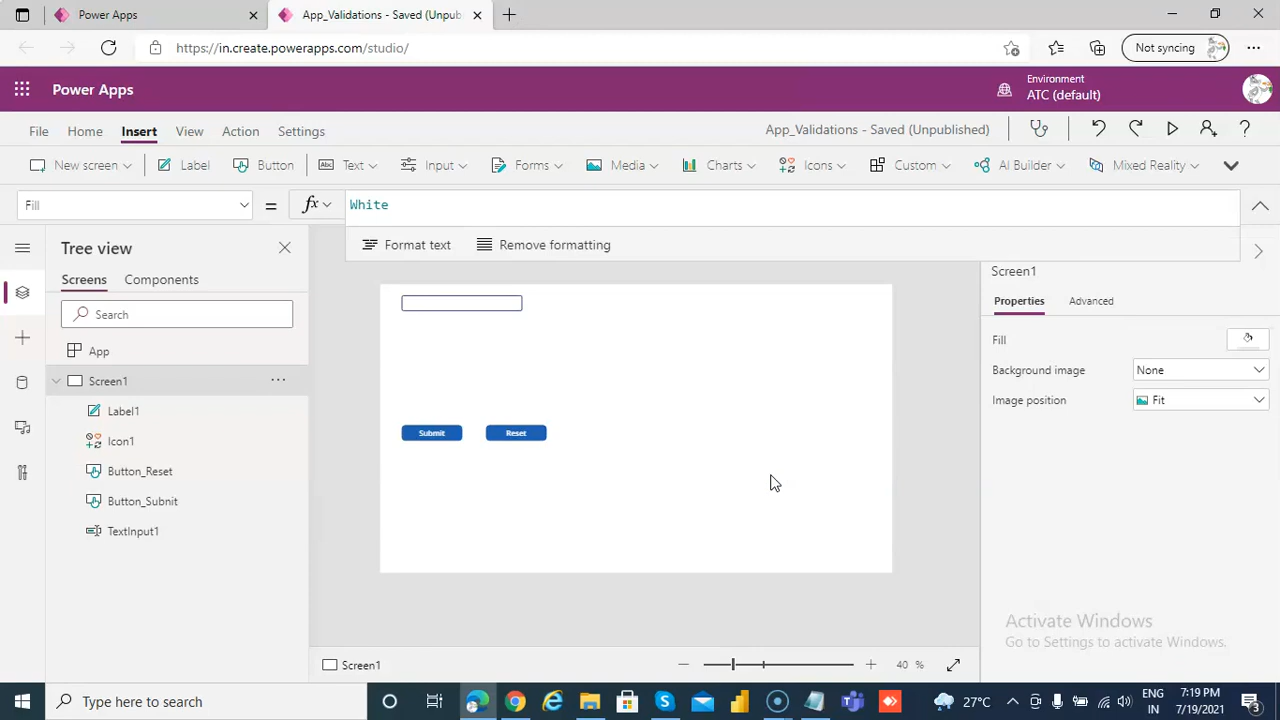 Power Apps
App_Validations - Saved (Unpub
https://in.create.powerapps.com/studio/
Not syncing
Power Apps
Environment
ATC (default)
File
Home
Insert
View
Action
Settings
App_Validations - Saved (Unpublished)
New screen
Label
Button
Abc Text
Input
Forms
Media
Charts
Icons
Custom
AI Builder
Mixed Reality
Fill
=
fx
White
Format text
Remove formatting
Tree view
Screens
Components
Search
App
Screen1
Label1
Icon1
Button_Reset
Button_Subnit
TextInput1
Submit
Reset
Screen1
Properties
Advanced
Fill
Background image
None
Image position
Fit
Activate Windows
Go to Settings to activate Windows.
Screen1
40 %
Type here to search
27°C
ENG
IN
7:19 PM
7/19/2021
3